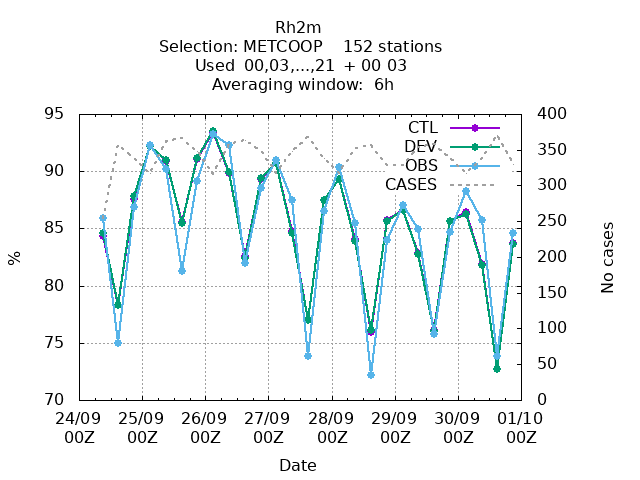 Rh2m
Selection: METCOOP 152 stations
Used 00,03,...,21 + 00 03
Averaging window: 6h
95
90
85
80
75
70
%
400
350
300
250
200
150
100
50
0
No cases
CTL
DEV
OBS
CASES
24/09 25/09 26/09 27/09 28/09 29/09 30/09 01/10
00Z 00Z 00Z 00Z 00Z 00Z 00Z 00Z
Date